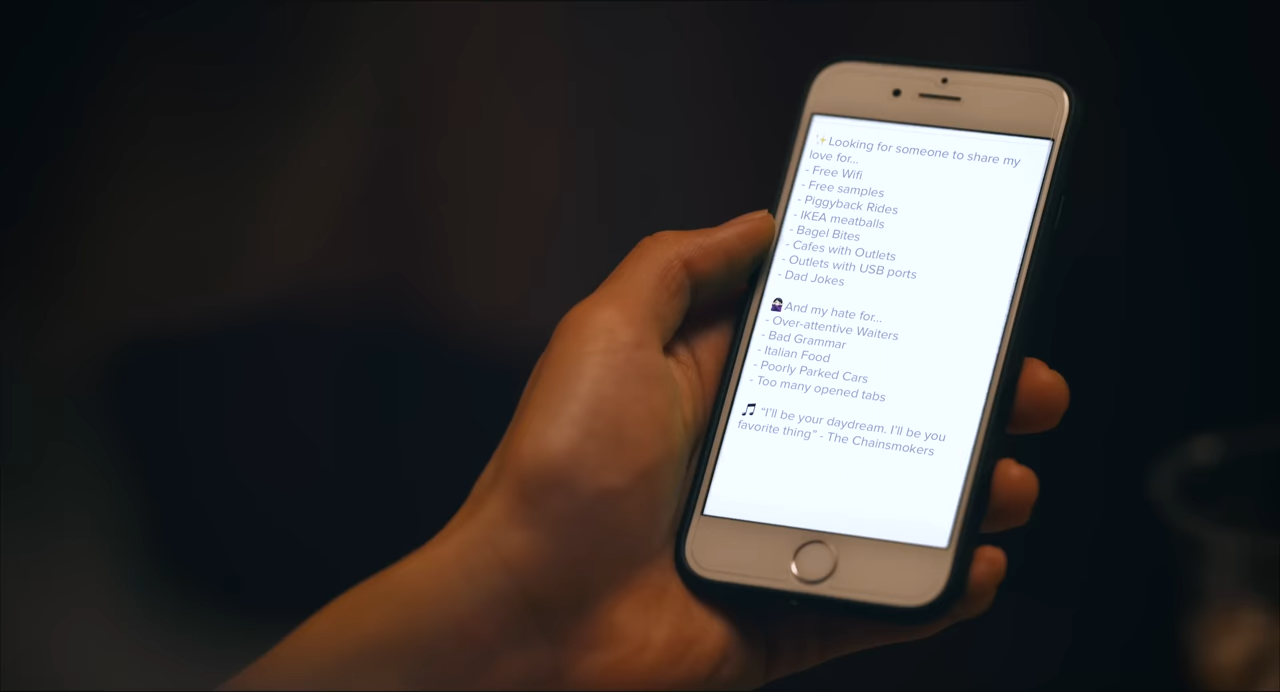 ✨Looking for someone to share my
love for...
- Free Wifi
- Free samples
- Piggyback Rides
- IKEA meatballs
- Bagel Bites
- Cafes with Outlets
- Outlets with USB ports
- Dad Jokes
🤷🏻‍♀️And my hate for...
- Over-attentive Waiters
- Bad Grammar
- Italian Food
- Poorly Parked Cars
- Too many opened tabs
🎵 “I'll be your daydream. I'll be you
favorite thing” - The Chainsmokers